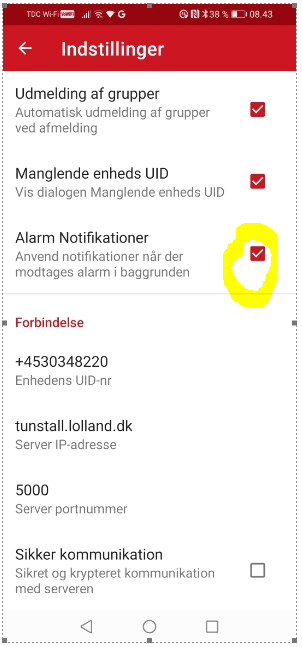 TDC Wi-Fi VoWiFi G 38 % 08.43
Indstillinger
Udmelding af grupper
Automatisk udmelding af grupper
ved afmelding
Manglende enheds UID
Vis dialogen Manglende enheds UID
Alarm Notifikationer
Anvend notifikationer når der
modtages alarm i baggrunden
Forbindelse
+4530348220
Enhedens UID-nr
tunstall.lolland.dk
Server IP-adresse
5000
Server portnummer
Sikker kommunikation
Sikret og krypteret kommunikation
med serveren